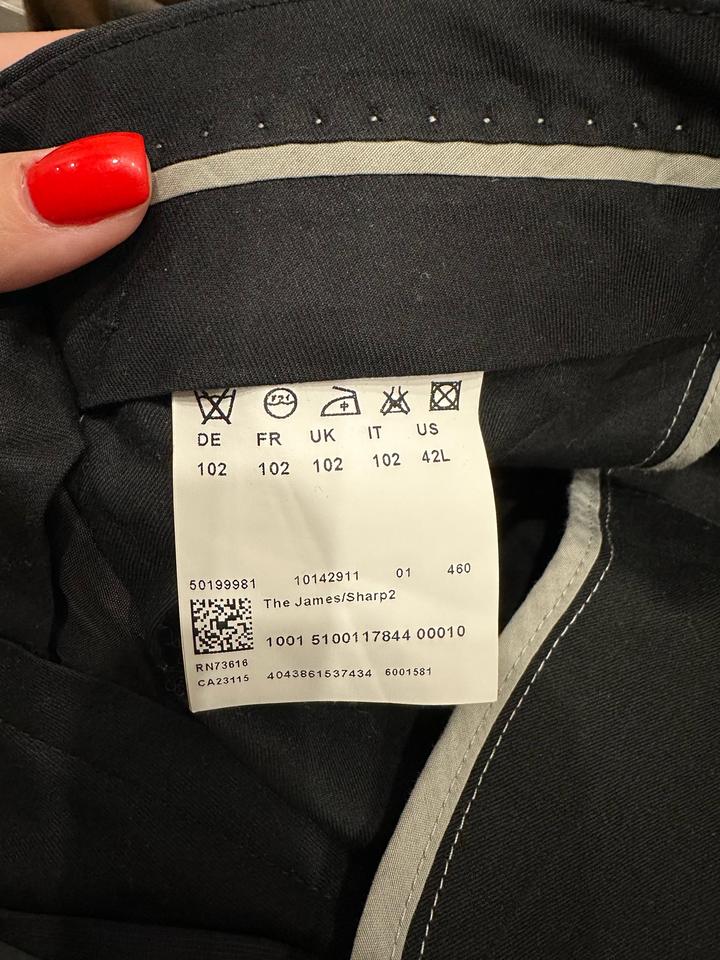 DE FR UK IT US
102 102 102 102 42L
50199981 10142911 01 460
The James/Sharp2
1001 5100117844 00010
RN73616
CA23115 4043861537434 6001581